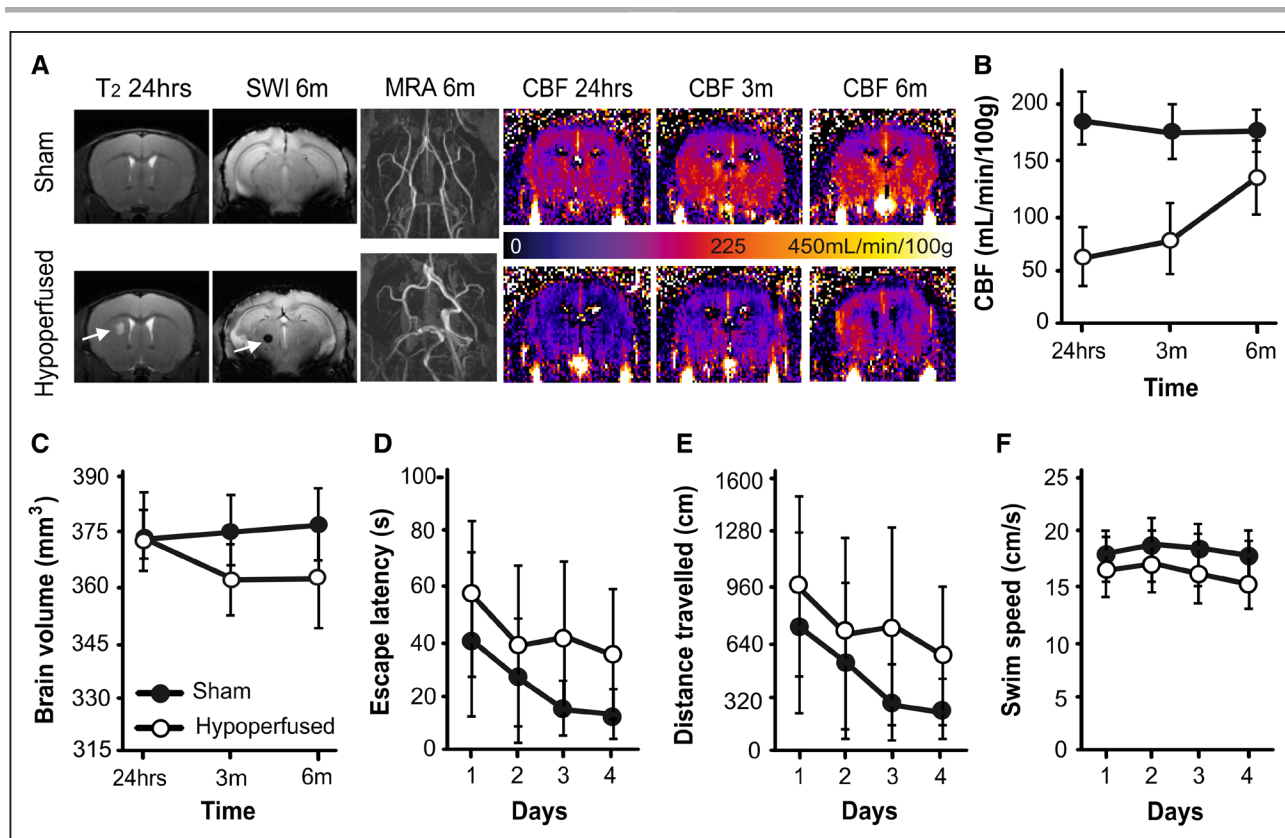 A
T2 24hrs SWI 6m MRA 6m CBF 24hrs CBF 3m CBF 6m
Sham
0 225 450mL/min/100g
Hypoperfused
B
CBF (mL/min/100g)
200
150
100
50
0
24hrs 3m 6m
Time
C
Brain volume (mm³)
390
375
360
345
330
315
Sham
Hypoperfused
24hrs 3m 6m
Time
D
Escape latency (s)
100
80
60
40
20
0
1 2 3 4
Days
E
Distance travelled (cm)
1600
1280
960
640
320
0
1 2 3 4
Days
F
Swim speed (cm/s)
25
20
15
10
5
0
1 2 3 4
Days